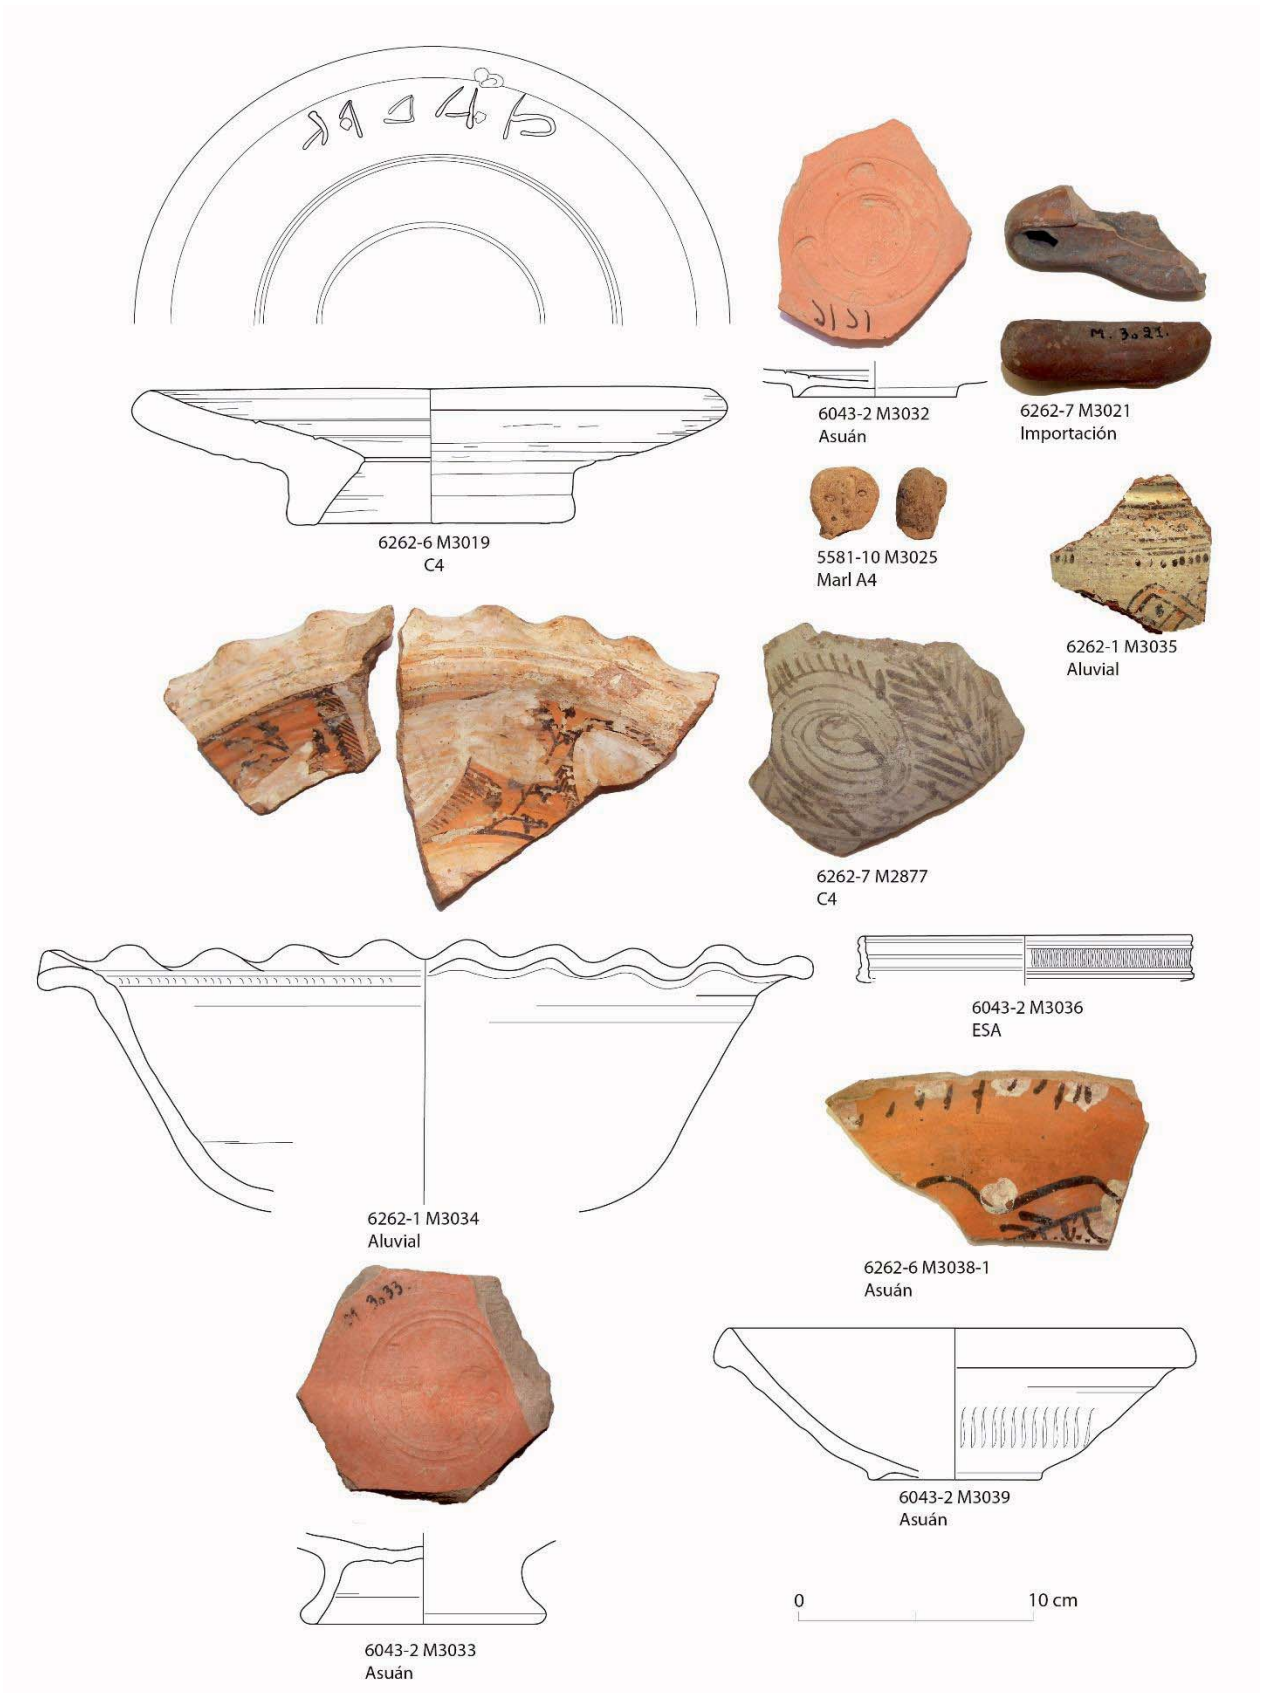 6043-2 M3032
Asuán
M. 3021.
6262-7 M3021
Importación
6262-6 M3019
C4
5581-10 M3025
Marl A4
6262-1 M3035
Aluvial
6262-7 M2877
C4
6043-2 M3036
ESA
6262-1 M3034
Aluvial
6262-6 M3038-1
Asuán
M 3033.
6043-2 M3039
Asuán
0 10 cm
6043-2 M3033
Asuán